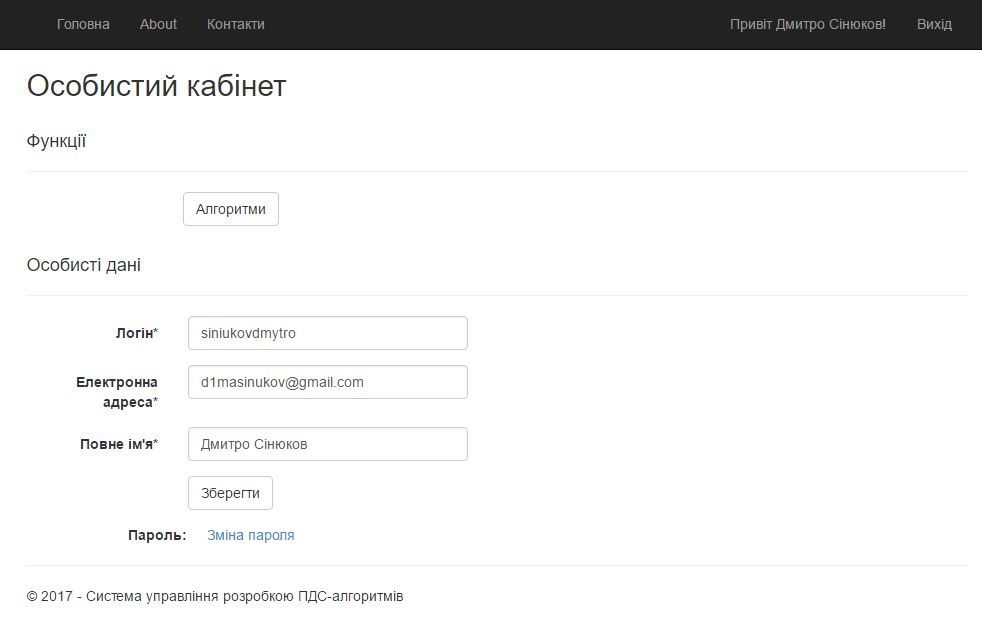 Головна About Контакти Привіт Дмитро Сінюков! Вихід
Особистий кабінет
Функції
Алгоритми
Особисті дані
Логін* siniukovdmytro
Електронна адреса* d1masinukov@gmail.com
Повне ім'я* Дмитро Сінюков
Зберегти
Пароль: Зміна пароля
© 2017 - Система управління розробкою ПДС-алгоритмів